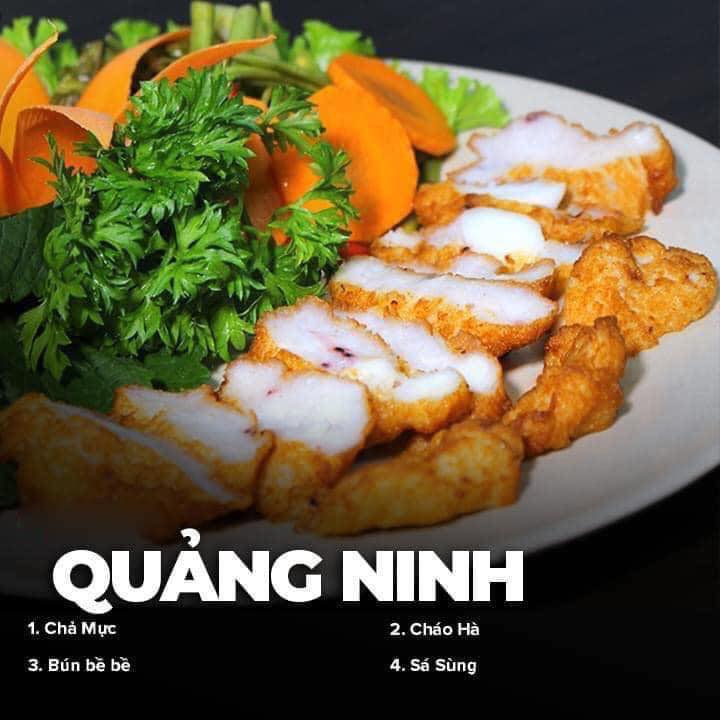 QUẢNG NINH
1. Chả Mực
2. Cháo Hà
3. Bún bề bề
4. Sá Sùng